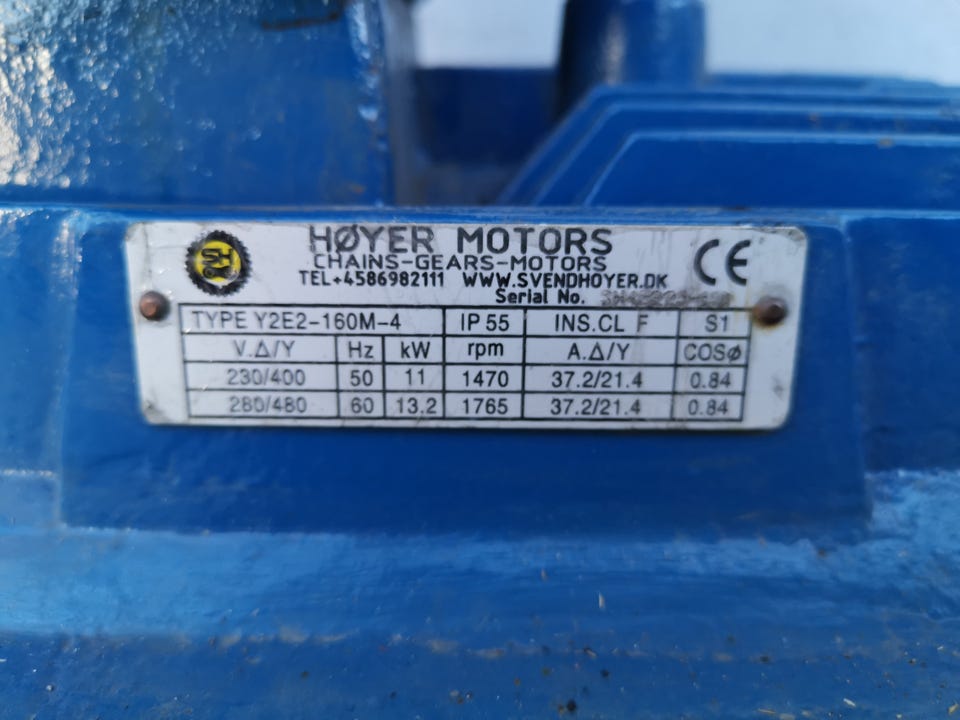 SH
HØYER MOTORS
CE
CHAINS-GEARS-MOTORS
TEL+4586982111 WWW.SVENDHOYER.DK
Serial No.
TYPE Y2E2-160M-4 IP 55 INS.CL F S1
V.Δ/Y Hz kW rpm A.Δ/Y COSØ
230/400 50 11 1470 37.2/21.4 0.84
280/480 60 13.2 1765 37.2/21.4 0.84